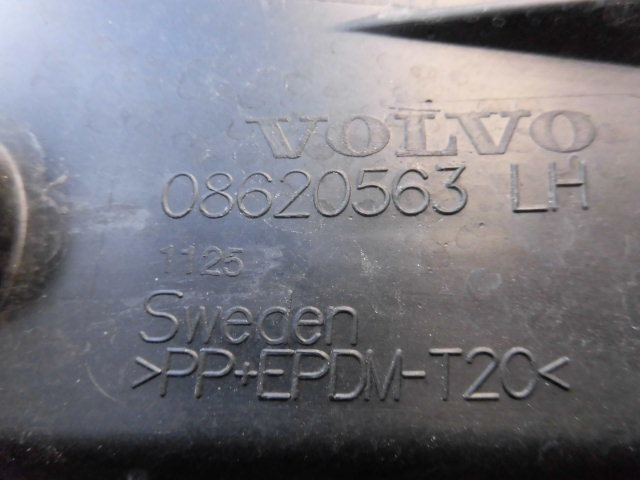 VOLVO
08620563 LH
1125
Sweden
>PP+EPDM-T20<